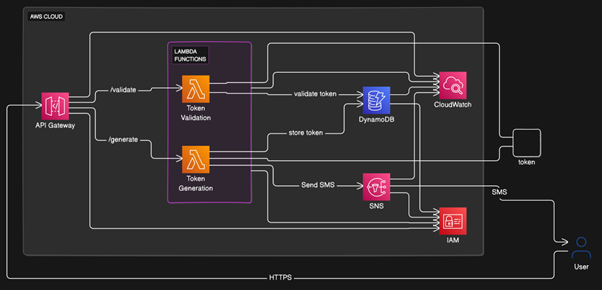 AWS CLOUD
LAMBDA
FUNCTIONS
/validate
validate token
Token
Validation
CloudWatch
DynamoDB
API Gateway
/generate
store token
token
Token
Generation
Send SMS
SNS
SMS
IAM
User
HTTPS